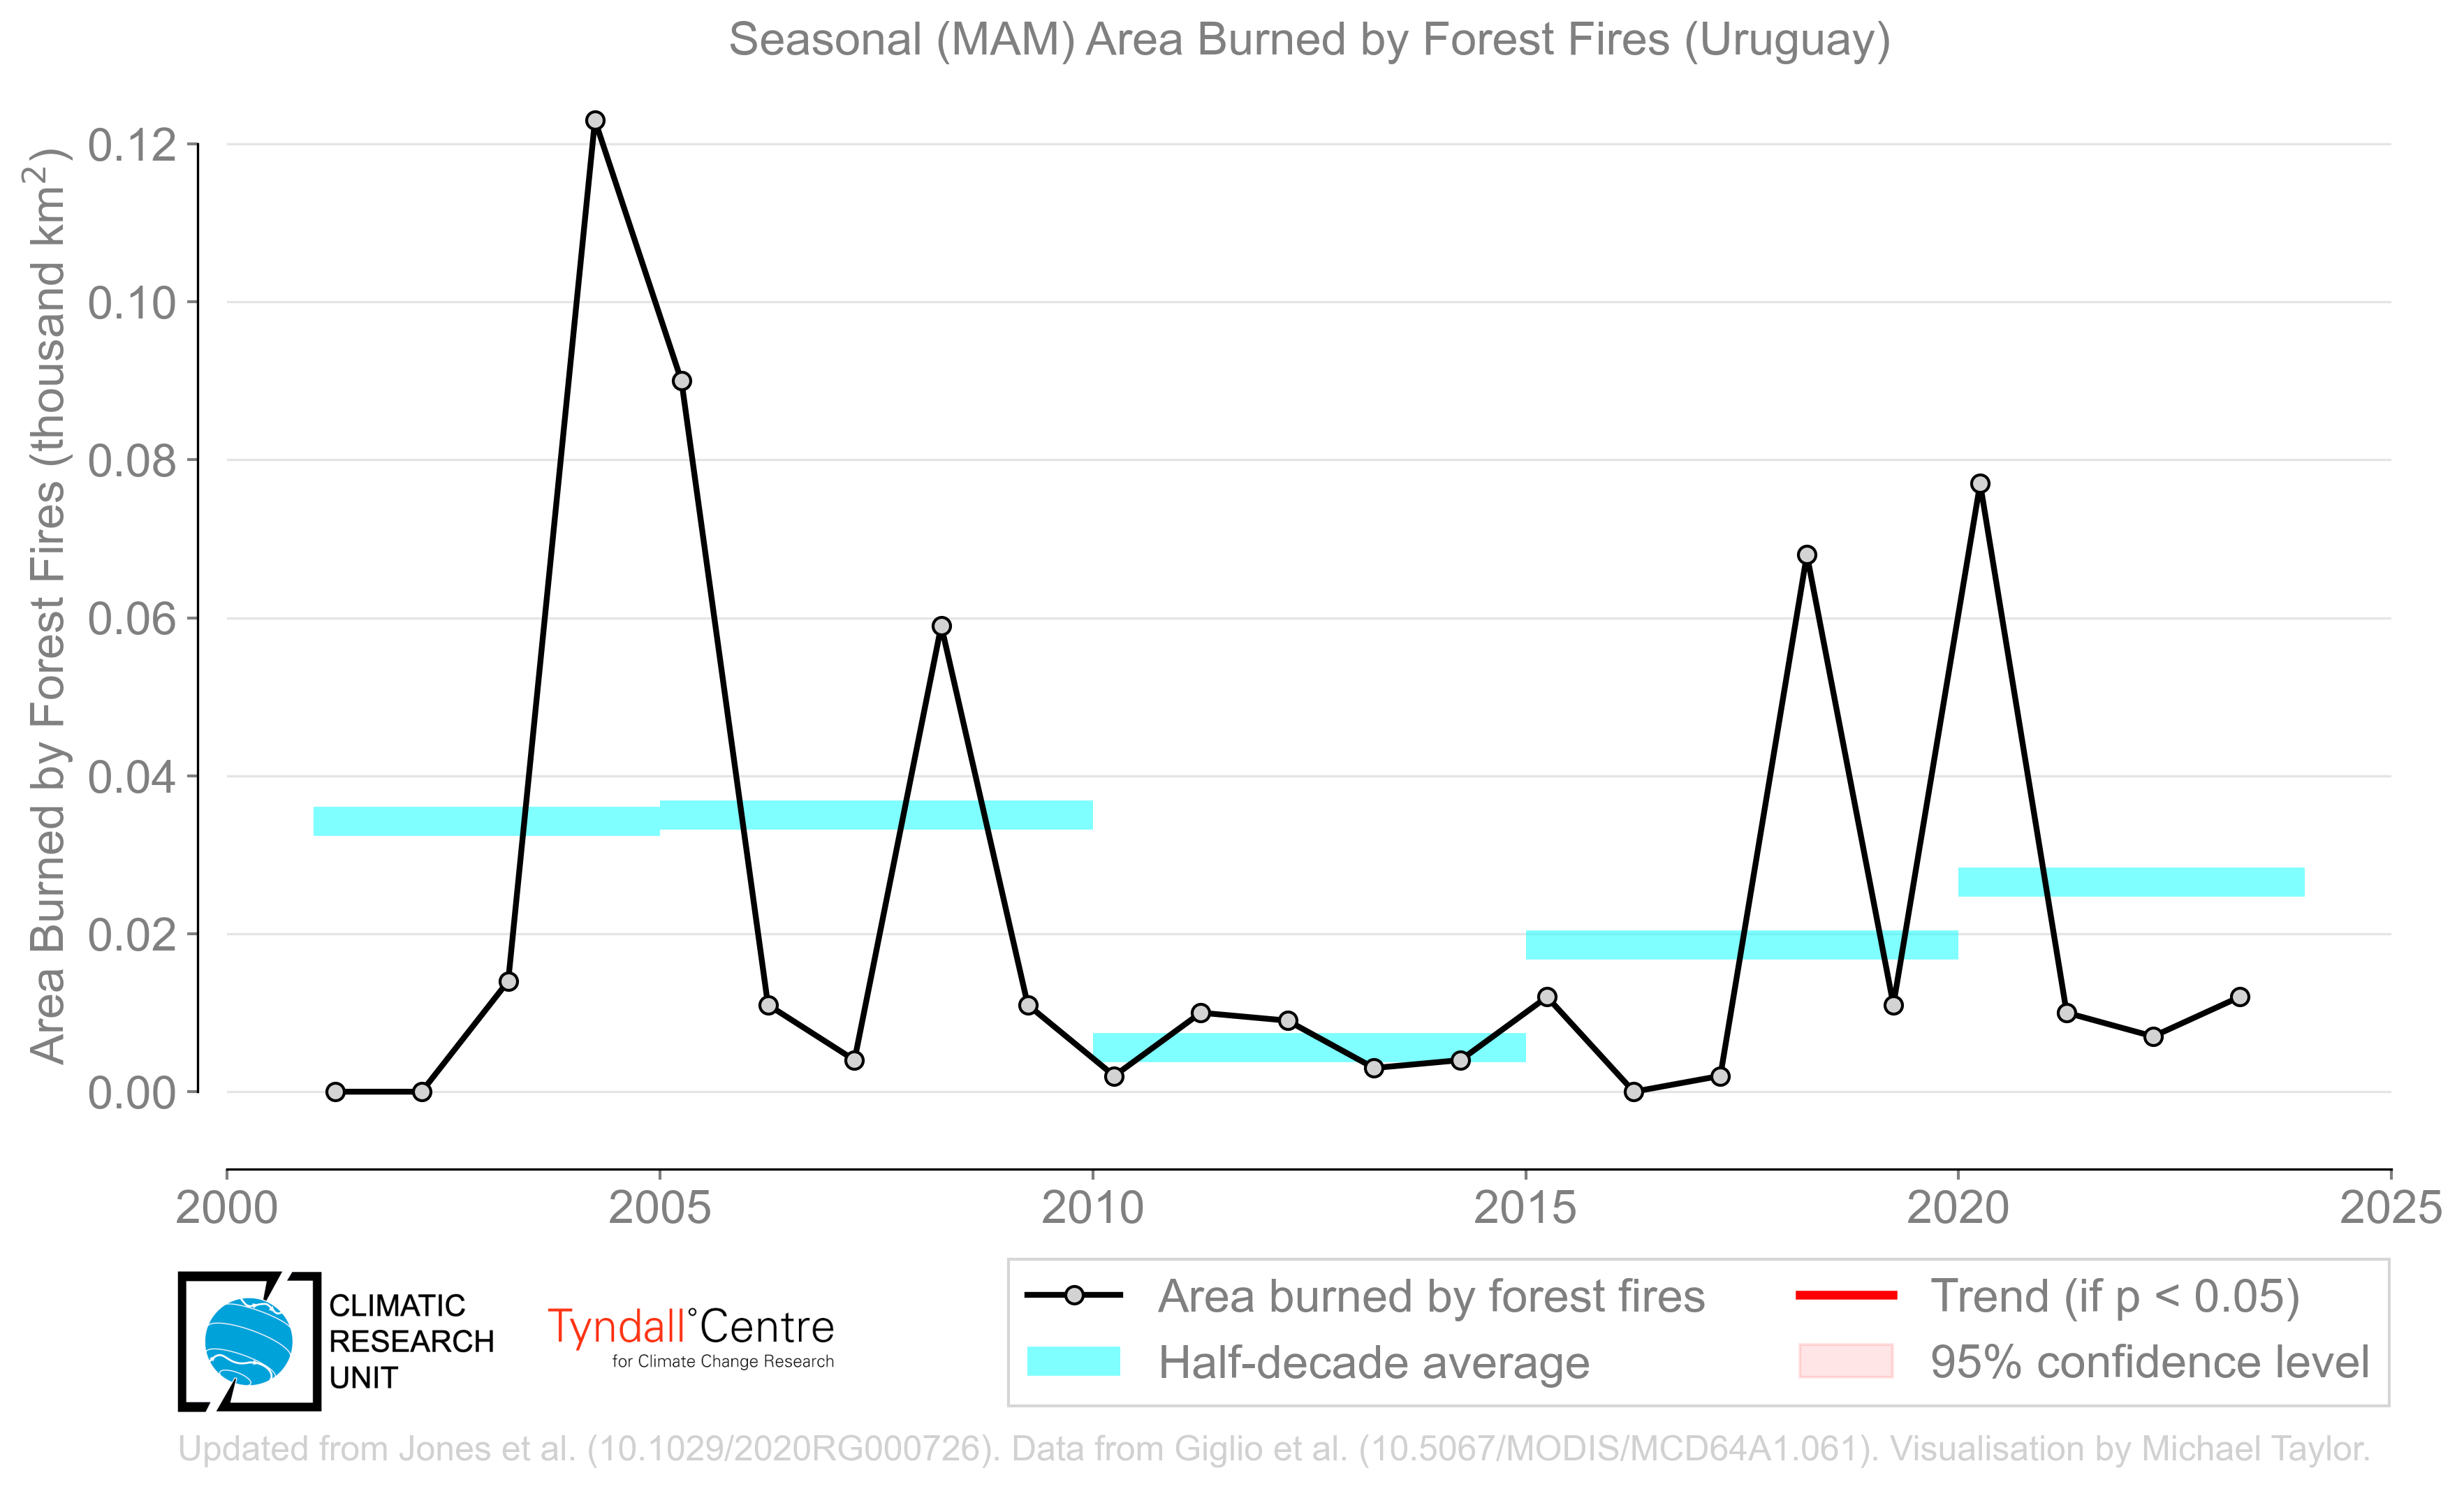 Seasonal (MAM) Area Burned by Forest Fires (Uruguay)
Area Burned by Forest Fires (thousand km²)
0.12
0.10
0.08
0.06
0.04
0.02
0.00
2000 2005 2010 2015 2020 2025
CLIMATIC
RESEARCH
UNIT
Tyndall°Centre
for Climate Change Research
Area burned by forest fires
Half-decade average
Trend (if p < 0.05)
95% confidence level
Updated from Jones et al. (10.1029/2020RG000726). Data from Giglio et al. (10.5067/MODIS/MCD64A1.061). Visualisation by Michael Taylor.